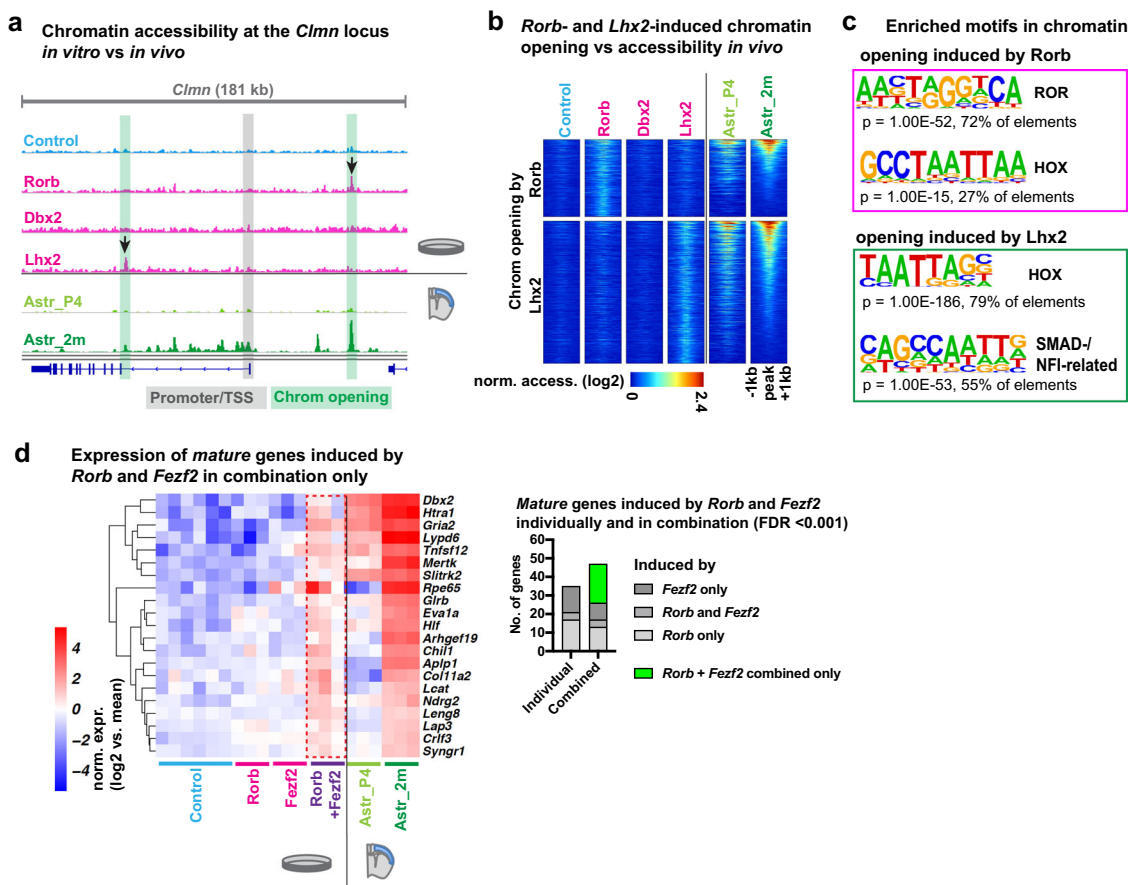 a
Chromatin accessibility at the Clmn locus
in vitro vs in vivo
Clmn (181 kb)
Control
Rorb
Dbx2
Lhx2
Astr_P4
Astr_2m
Promoter/TSS
Chrom opening
b
Rorb- and Lhx2-induced chromatin
opening vs accessibility in vivo
Control
Rorb
Dbx2
Lhx2
Astr_P4
Astr_2m
Chrom opening by
Rorb
Lhx2
norm. access. (log2)
0
2.4
-1kb
peak
+1kb
c
Enriched motifs in chromatin
opening induced by Rorb
ROR
p = 1.00E-52, 72% of elements
HOX
p = 1.00E-15, 27% of elements
opening induced by Lhx2
HOX
p = 1.00E-186, 79% of elements
SMAD-/
NFI-related
p = 1.00E-53, 55% of elements
d
Expression of mature genes induced by
Rorb and Fezf2 in combination only
Dbx2
Htra1
Gria2
Lypd6
Tnfsf12
Mertk
Slitrk2
Rpe65
Glrb
Eva1a
Hlf
Arhgef19
Chil1
Aplp1
Col11a2
Lcat
Ndrg2
Leng8
Lap3
Crlf3
Syngr1
4
2
0
−2
−4
norm. expr.
(log2 vs. mean)
Control
Rorb
Fezf2
Rorb
+Fezf2
Astr_P4
Astr_2m
Mature genes induced by Rorb and Fezf2
individually and in combination (FDR <0.001)
No. of genes
60
50
40
30
20
10
0
Individual
Combined
Induced by
Fezf2 only
Rorb and Fezf2
Rorb only
Rorb + Fezf2 combined only